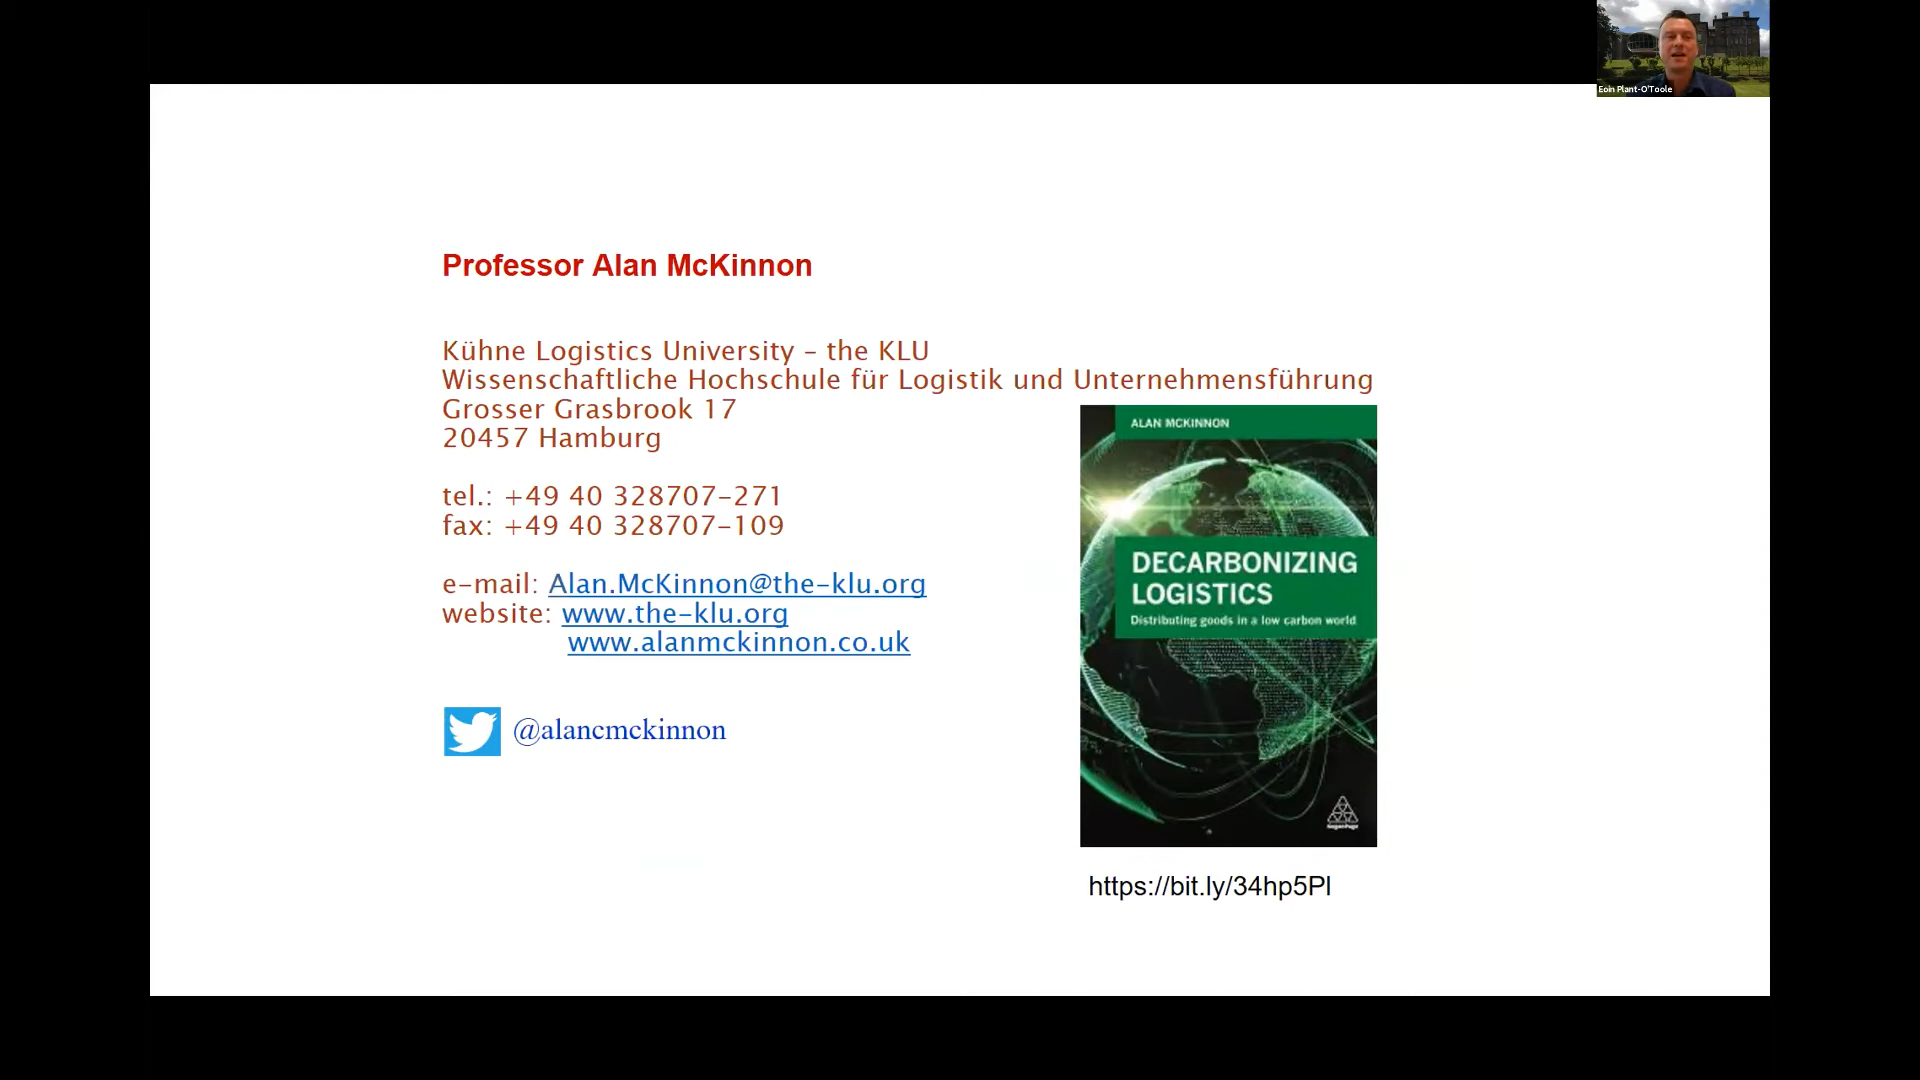 Eoin Plant-O'Toole
Professor Alan McKinnon
Kühne Logistics University – the KLU
Wissenschaftliche Hochschule für Logistik und Unternehmensführung
Grosser Grasbrook 17
20457 Hamburg
tel.: +49 40 328707-271
fax: +49 40 328707-109
e-mail: Alan.McKinnon@the-klu.org
website: www.the-klu.org
www.alanmckinnon.co.uk
@alancmckinnon
ALAN MCKINNON
DECARBONIZING
LOGISTICS
Distributing goods in a low carbon world
KoganPage
https://bit.ly/34hp5Pl